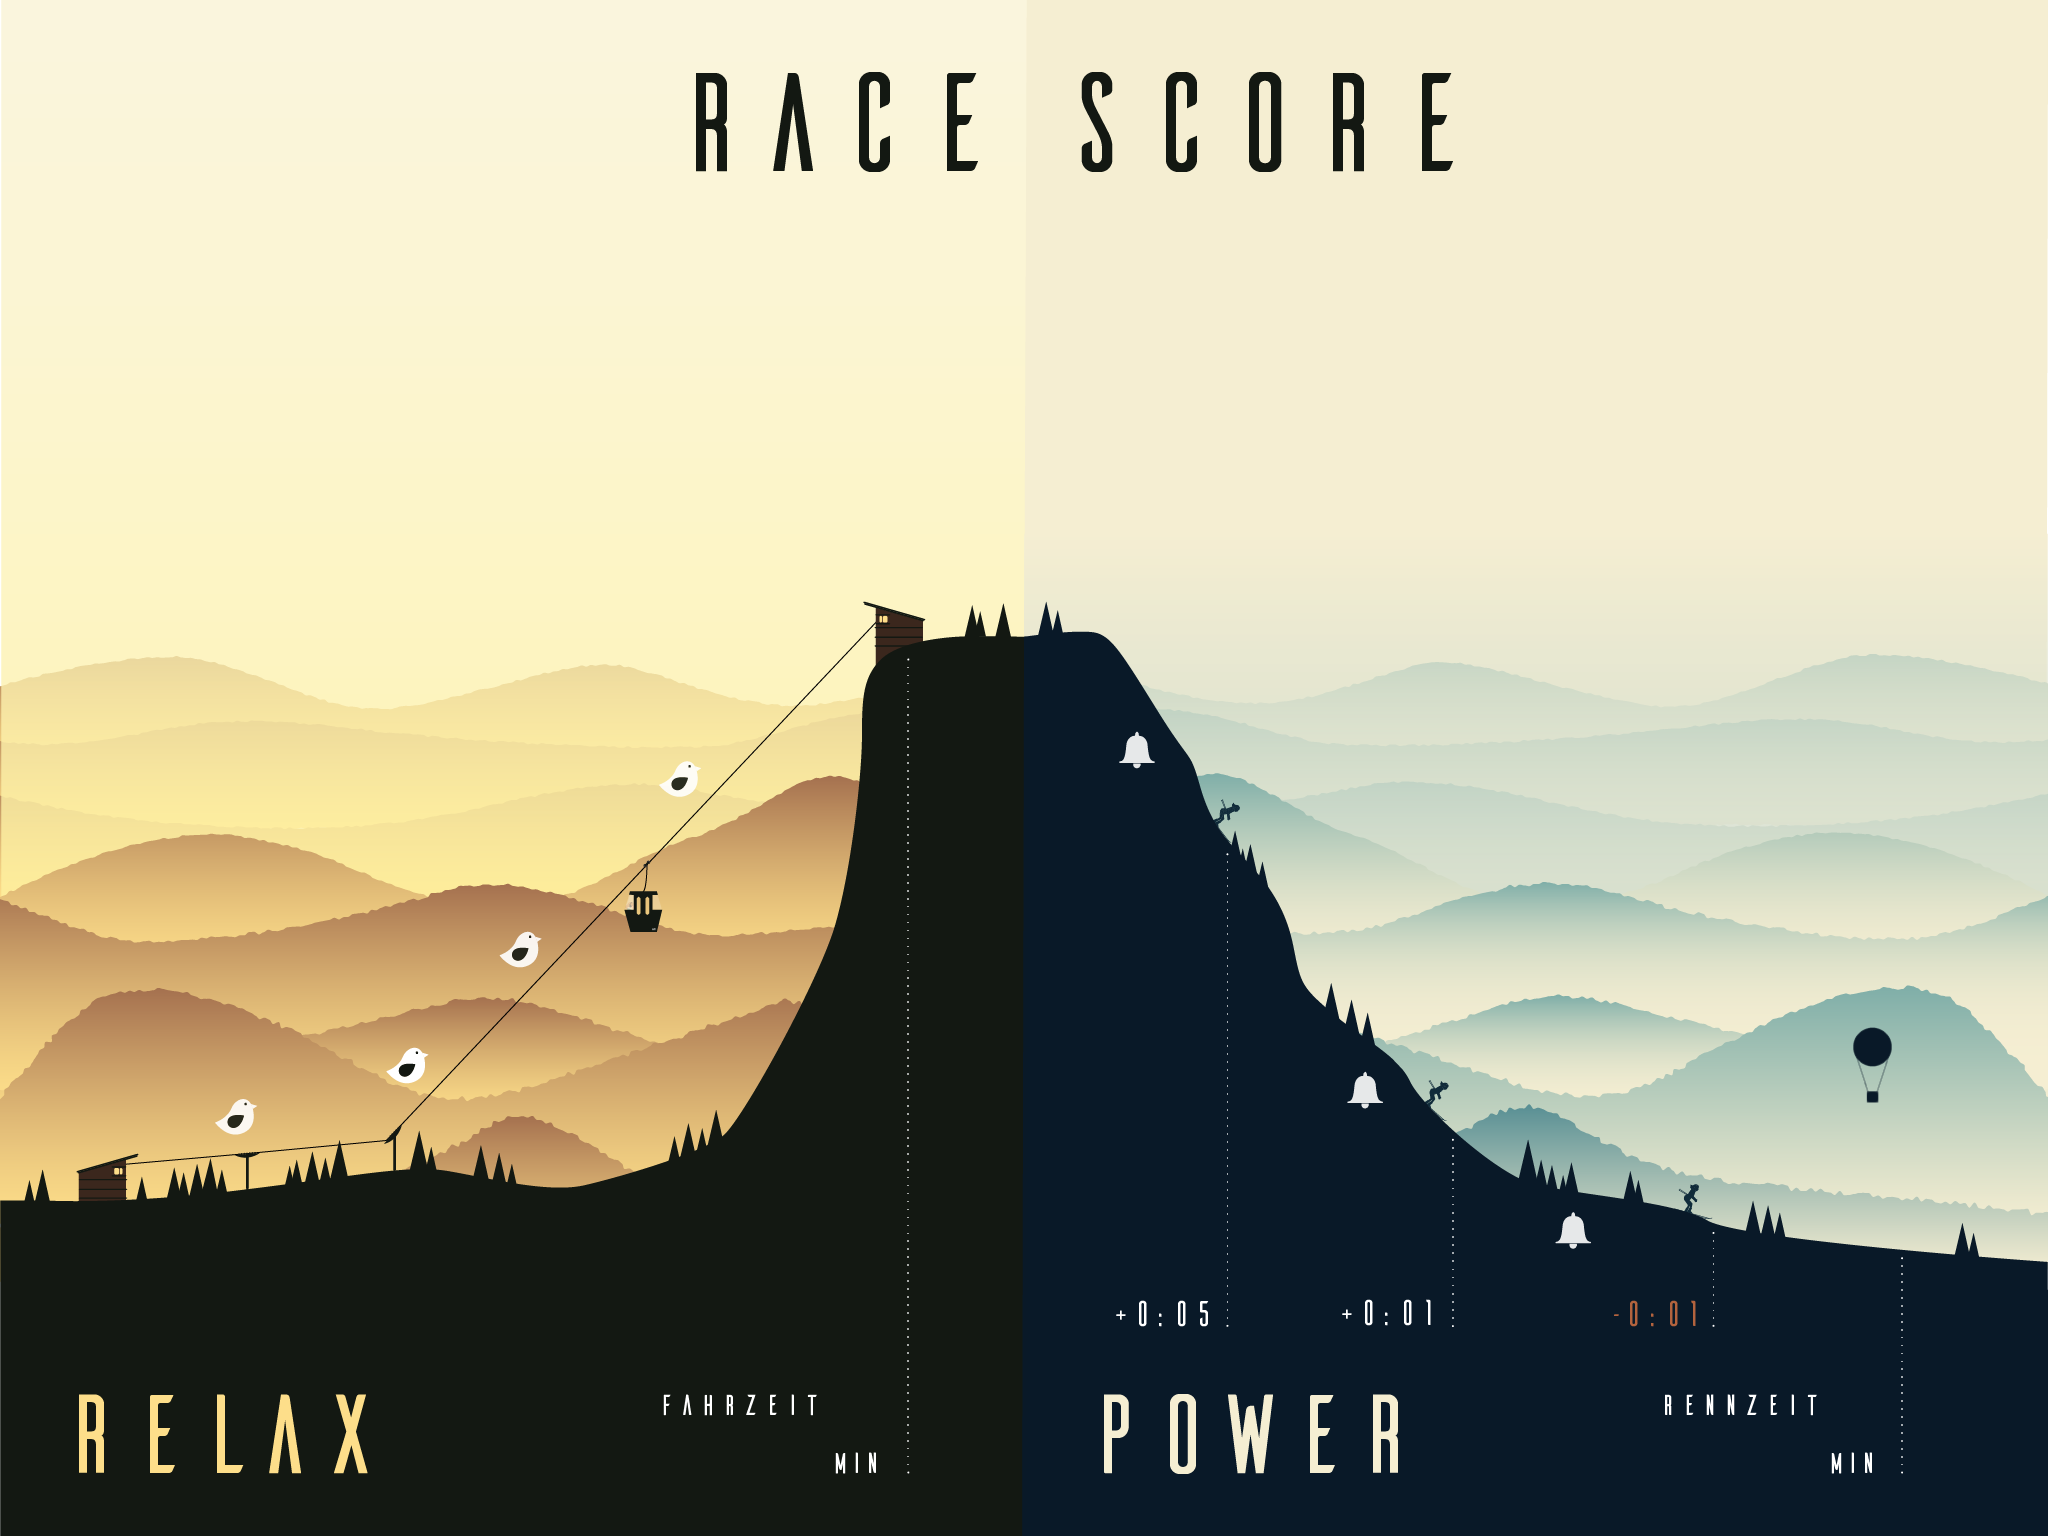 RACE SCORE
+0:05
+0:01
-0:01
RELAX
FAHRZEIT
MIN
POWER
RENNZEIT
MIN